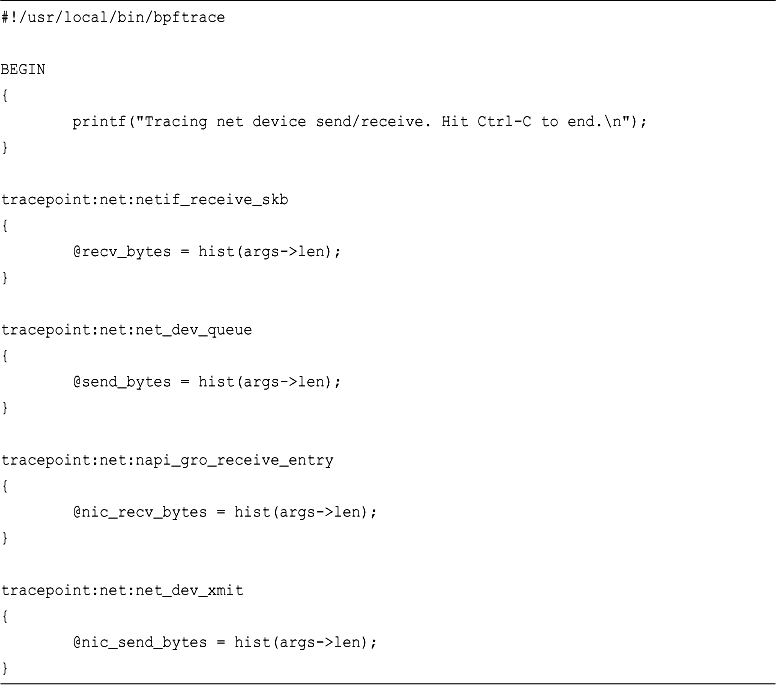 #!/usr/local/bin/bpftrace
BEGIN
{
        printf("Tracing net device send/receive. Hit Ctrl-C to end.\n");
}
tracepoint:net:netif_receive_skb
{
        @recv_bytes = hist(args->len);
}
tracepoint:net:net_dev_queue
{
        @send_bytes = hist(args->len);
}
tracepoint:net:napi_gro_receive_entry
{
        @nic_recv_bytes = hist(args->len);
}
tracepoint:net:net_dev_xmit
{
        @nic_send_bytes = hist(args->len);
}